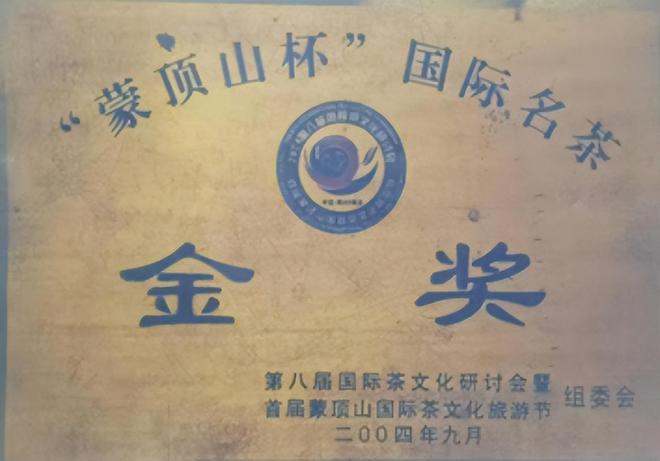 “蒙顶山杯”国际名茶
金奖
第八届国际茶文化研讨会暨
首届蒙顶山国际茶文化旅游节 组委会
二00四年九月